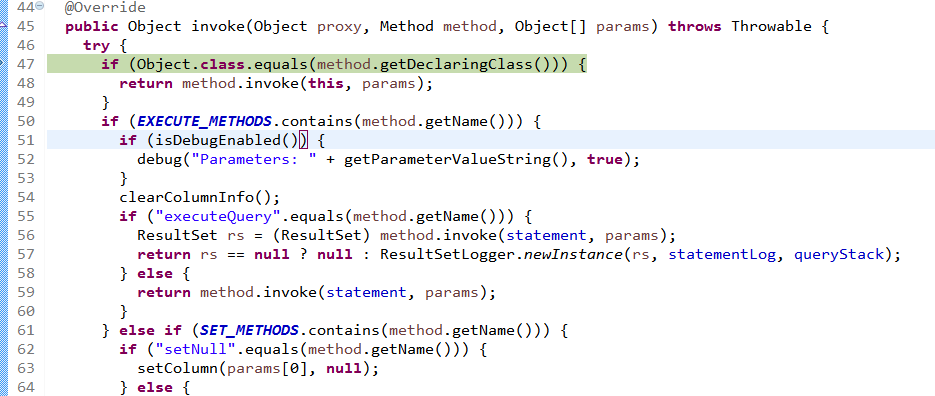 44 @Override
45 public Object invoke(Object proxy, Method method, Object[] params) throws Throwable {
46 try {
47 if (Object.class.equals(method.getDeclaringClass())) {
48 return method.invoke(this, params);
49 }
50 if (EXECUTE_METHODS.contains(method.getName())) {
51 if (isDebugEnabled()) {
52 debug("Parameters: " + getParameterValueString(), true);
53 }
54 clearColumnInfo();
55 if ("executeQuery".equals(method.getName())) {
56 ResultSet rs = (ResultSet) method.invoke(statement, params);
57 return rs == null ? null : ResultSetLogger.newInstance(rs, statementLog, queryStack);
58 } else {
59 return method.invoke(statement, params);
60 }
61 } else if (SET_METHODS.contains(method.getName())) {
62 if ("setNull".equals(method.getName())) {
63 setColumn(params[0], null);
64 } else {